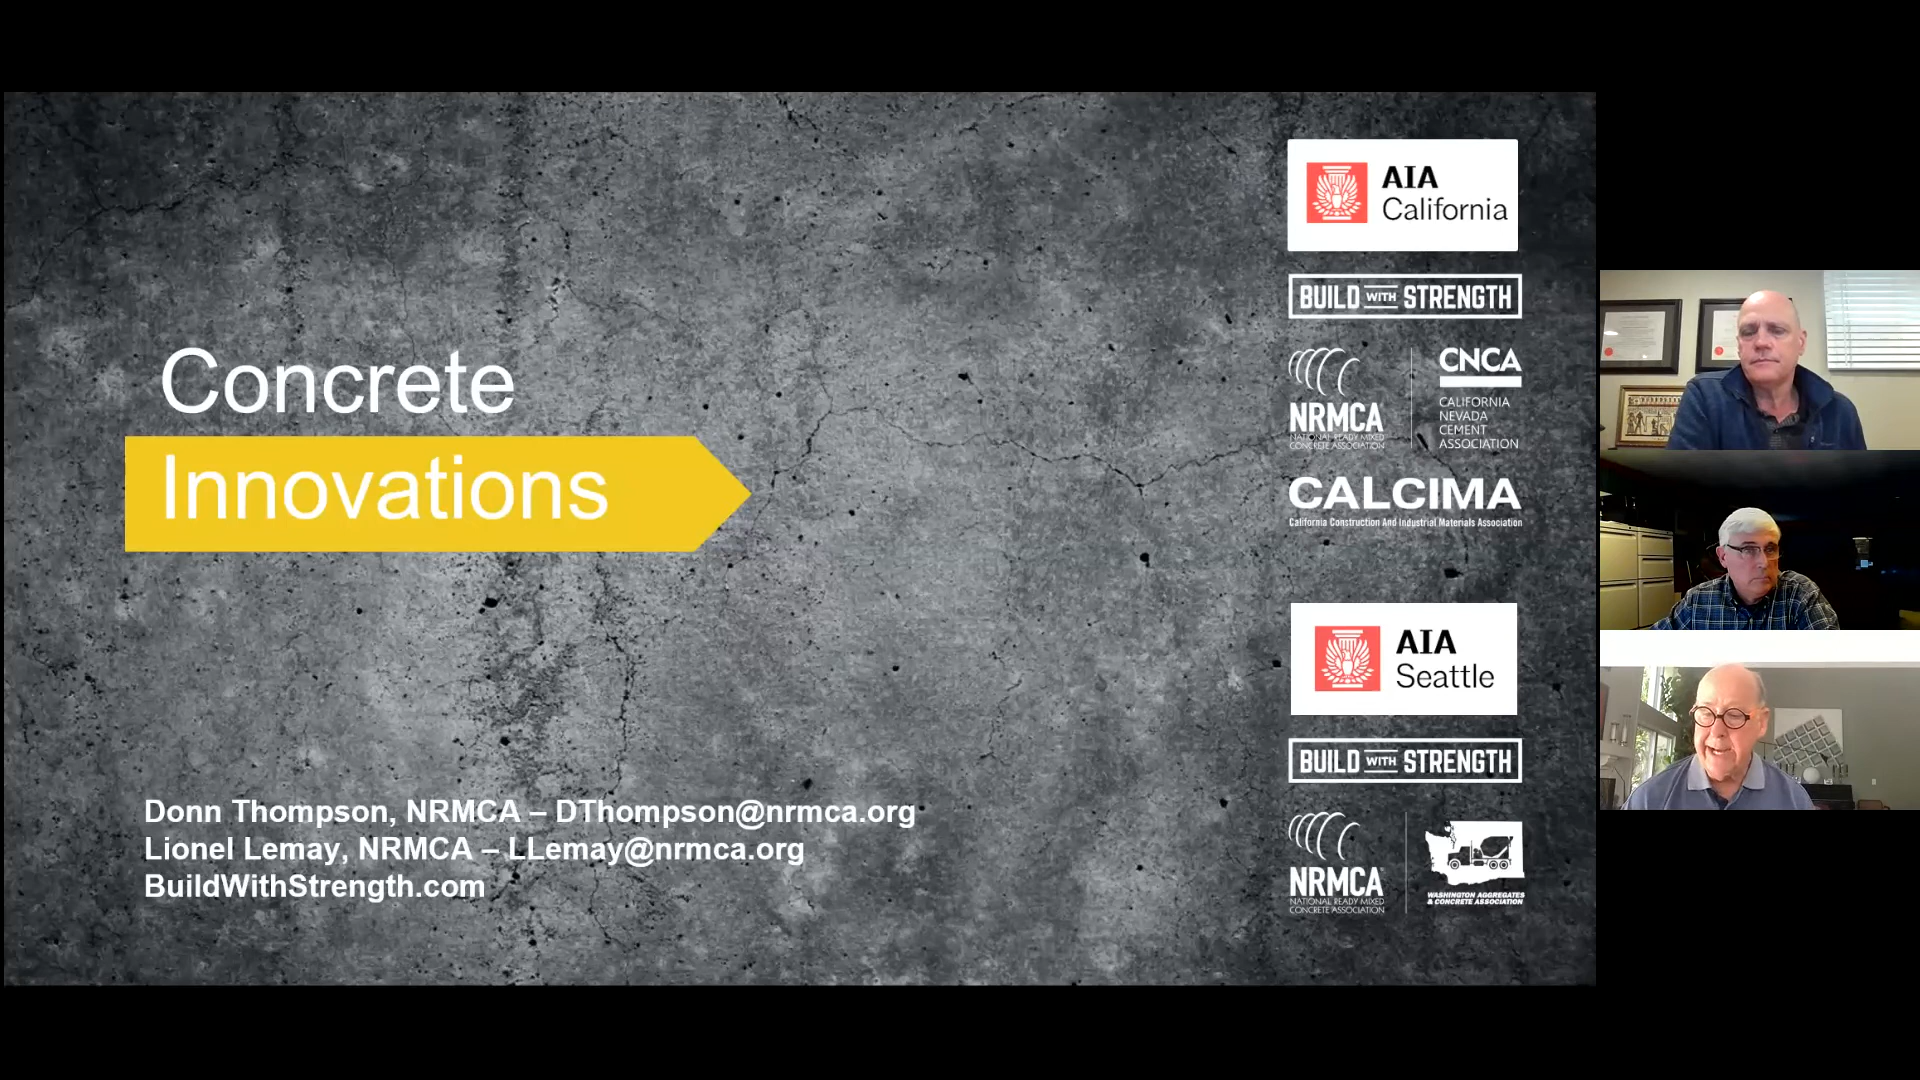 Concrete
Innovations
Donn Thompson, NRMCA – DThompson@nrmca.org
Lionel Lemay, NRMCA – LLemay@nrmca.org
BuildWithStrength.com
AIA
California
BUILD WITH STRENGTH
NRMCA
NATIONAL READY MIXED
CONCRETE ASSOCIATION
CNCA
CALIFORNIA
NEVADA
CEMENT
ASSOCIATION
CALCIMA
California Construction And Industrial Materials Association
AIA
Seattle
BUILD WITH STRENGTH
NRMCA
NATIONAL READY MIXED
CONCRETE ASSOCIATION
WASHINGTON AGGREGATES
& CONCRETE ASSOCIATION